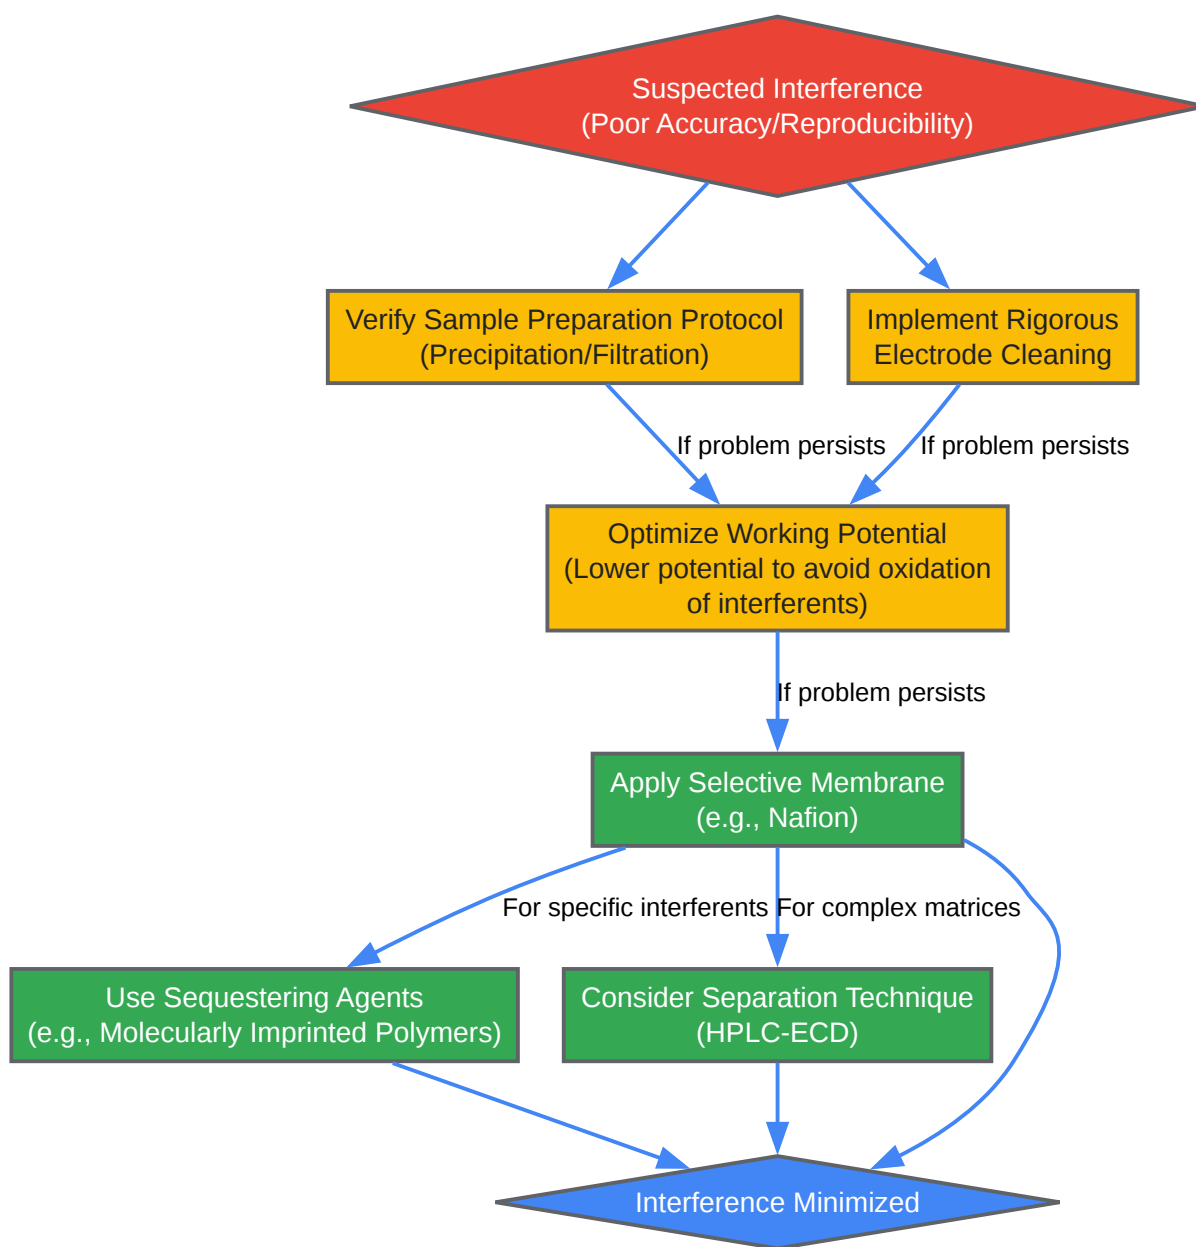 Suspected Interference
(Poor Accuracy/Reproducibility)
Verify Sample Preparation Protocol
(Precipitation/Filtration)
Implement Rigorous
Electrode Cleaning
If problem persists
If problem persists
Optimize Working Potential
(Lower potential to avoid oxidation
of interferents)
If problem persists
Apply Selective Membrane
(e.g., Nafion)
For specific interferents
For complex matrices
Use Sequestering Agents
(e.g., Molecularly Imprinted Polymers)
Consider Separation Technique
(HPLC-ECD)
Interference Minimized